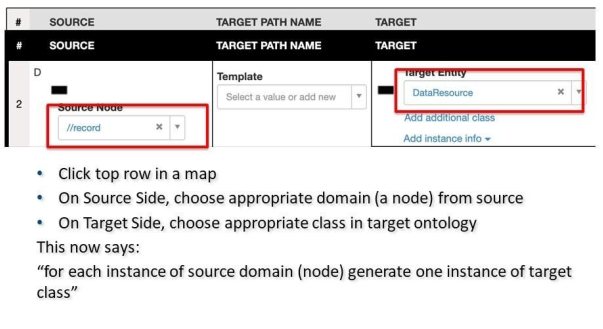 # SOURCE TARGET PATH NAME TARGET
# SOURCE TARGET PATH NAME TARGET
D
2
Source Node
//record
Template
Select a value or add new
Target Entity
DataResource
Add additional class
Add instance info
• Click top row in a map
• On Source Side, choose appropriate domain (a node) from source
• On Target Side, choose appropriate class in target ontology
This now says:
“for each instance of source domain (node) generate one instance of target
class”